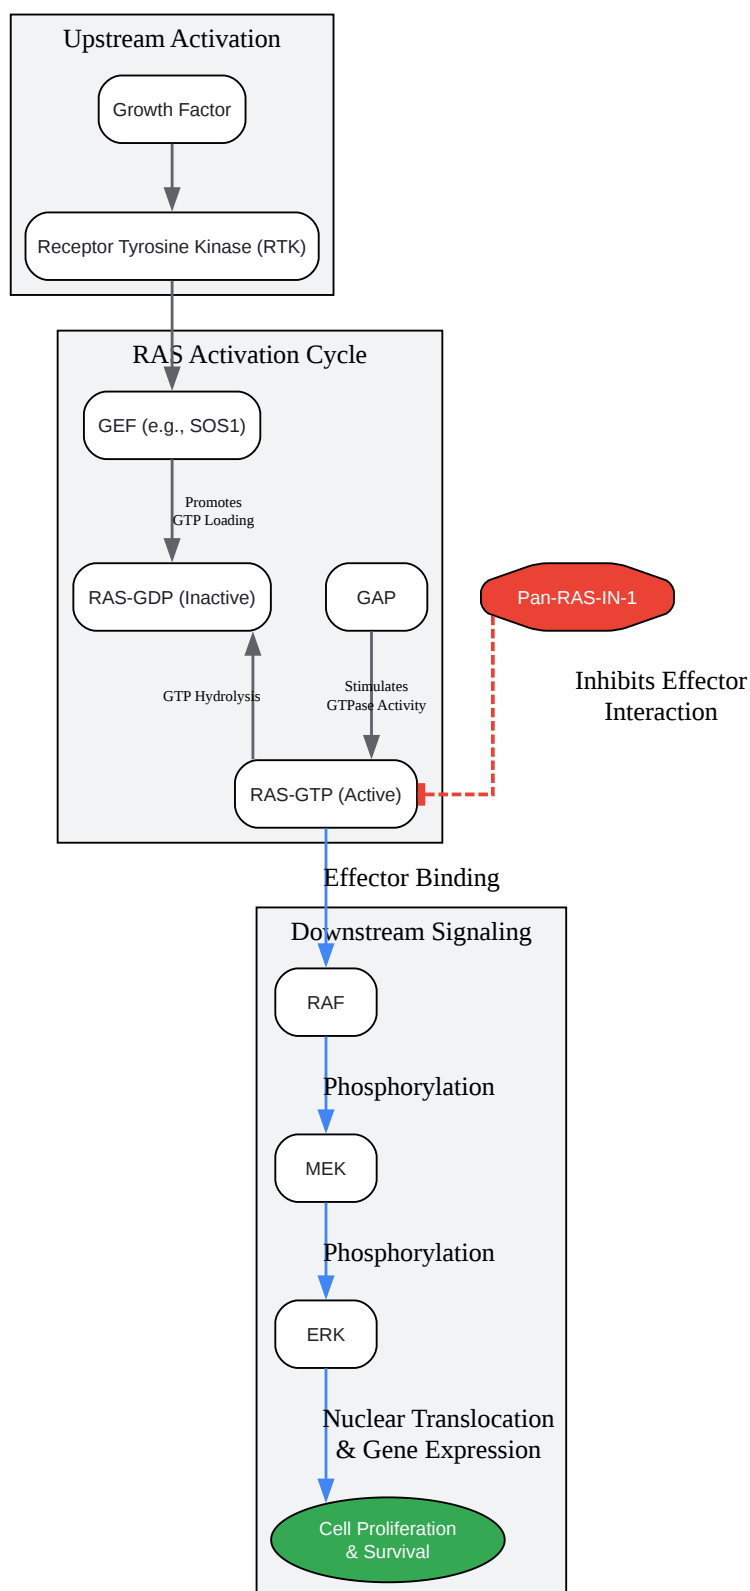 Upstream Activation
Growth Factor
Receptor Tyrosine Kinase (RTK)
RAS Activation Cycle
GEF (e.g., SOS1)
Promotes
GTP Loading
RAS-GDP (Inactive)
GAP
Pan-RAS-IN-1
GTP Hydrolysis
Stimulates
GTPase Activity
Inhibits Effector
Interaction
RAS-GTP (Active)
Effector Binding
Downstream Signaling
RAF
Phosphorylation
MEK
Phosphorylation
ERK
Nuclear Translocation
& Gene Expression
Cell Proliferation
& Survival